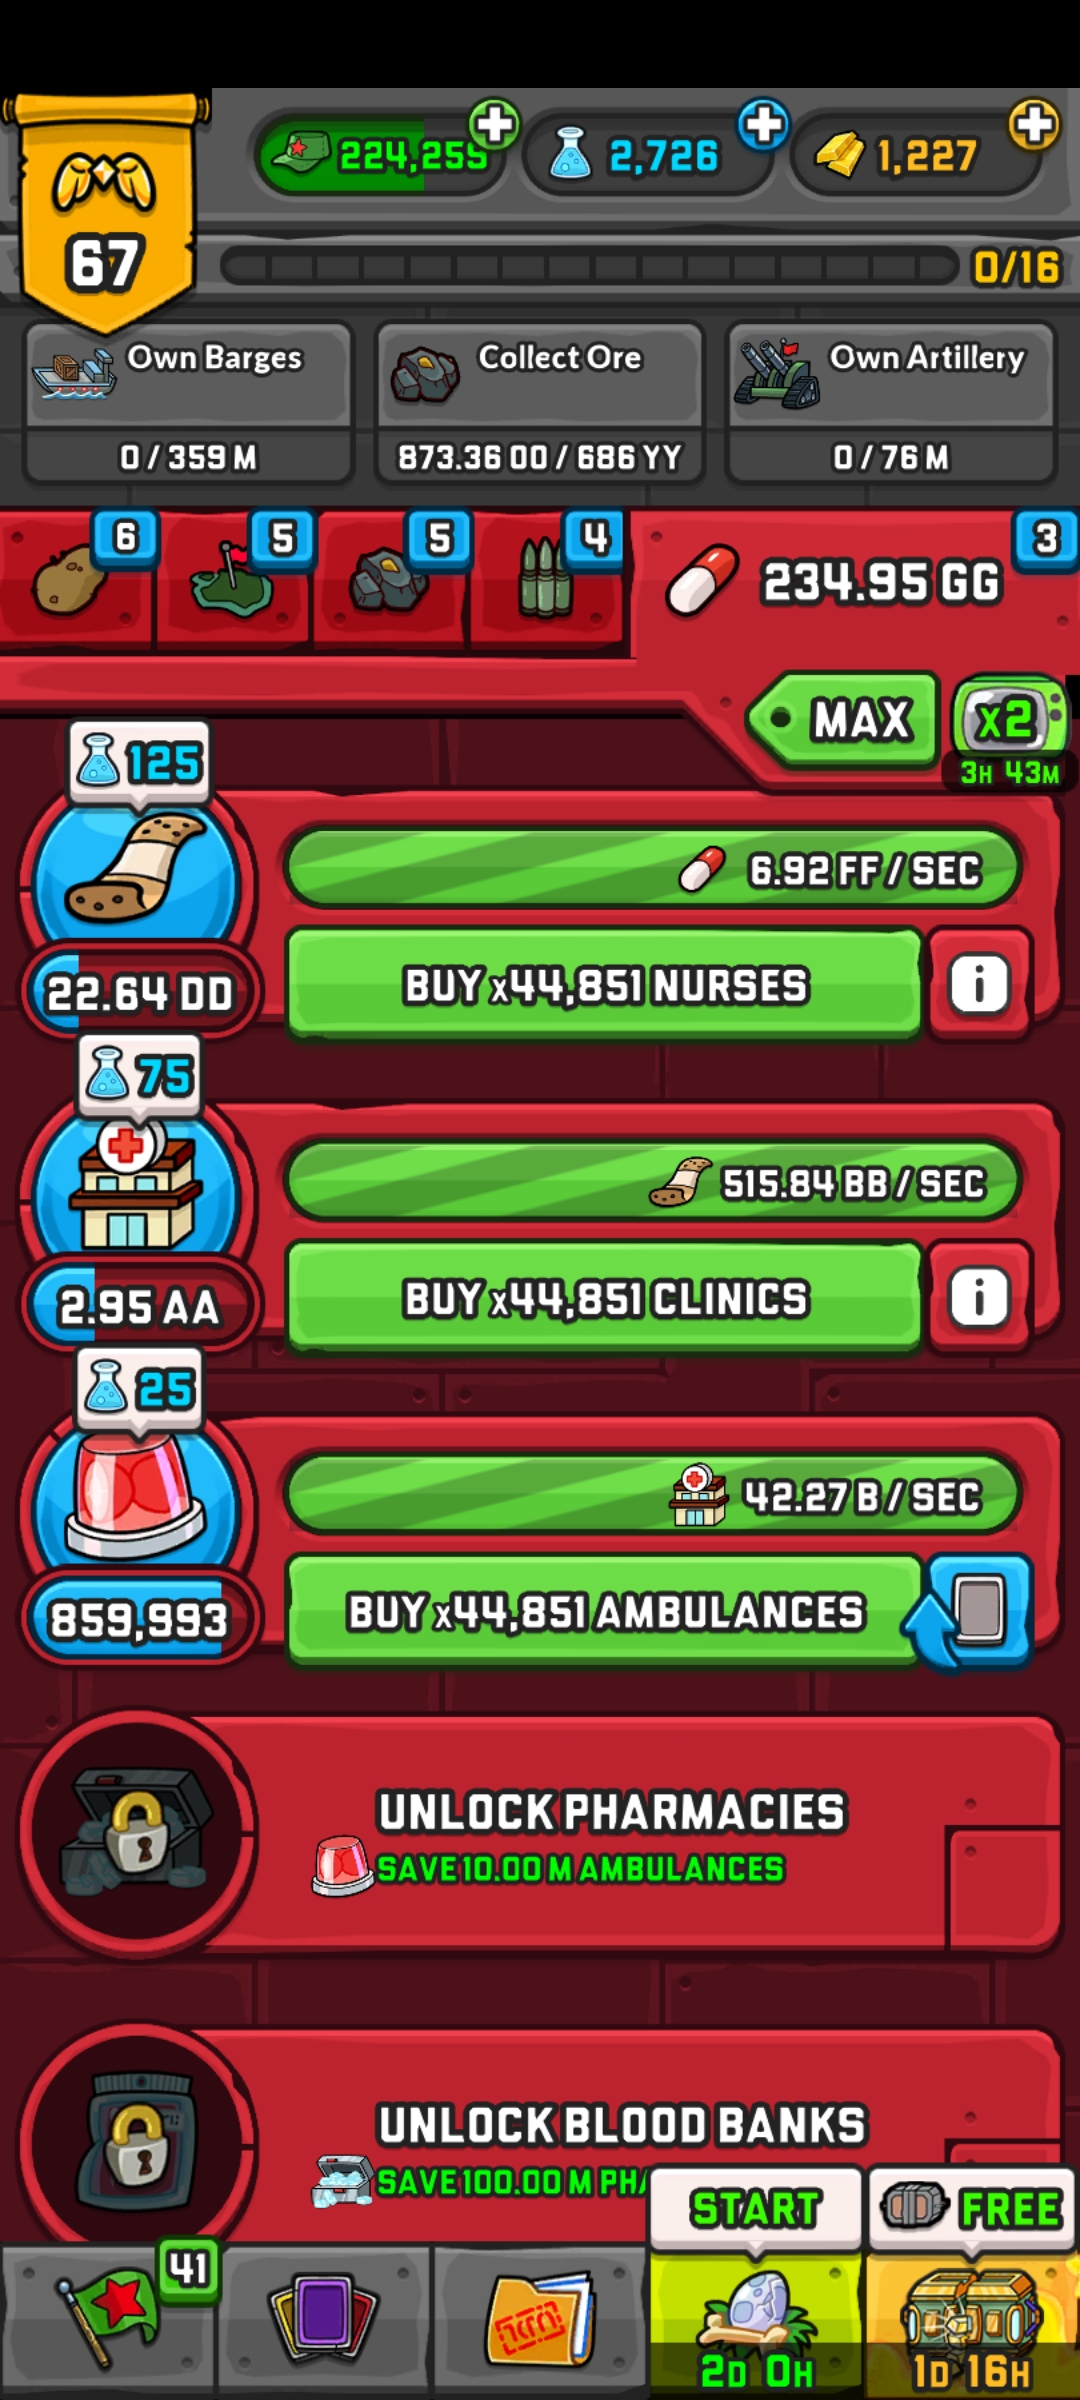 224,255
2,726
1,227
67
0/16
Own Barges
Collect Ore
Own Artillery
0 / 359 M
873.36 OO / 686 YY
0 / 76 M
6
5
5
4
3
234.95 GG
MAX
x2
3H 43M
125
6.92 FF / SEC
22.64 DD
BUY x44,851 NURSES
i
75
515.84 BB / SEC
2.95 AA
BUY x44,851 CLINICS
i
25
42.27 B / SEC
859,993
BUY x44,851 AMBULANCES
UNLOCK PHARMACIES
SAVE 10.00 M AMBULANCES
UNLOCK BLOOD BANKS
SAVE 100.00 M
START
FREE
41
2D 0H
1D 16H